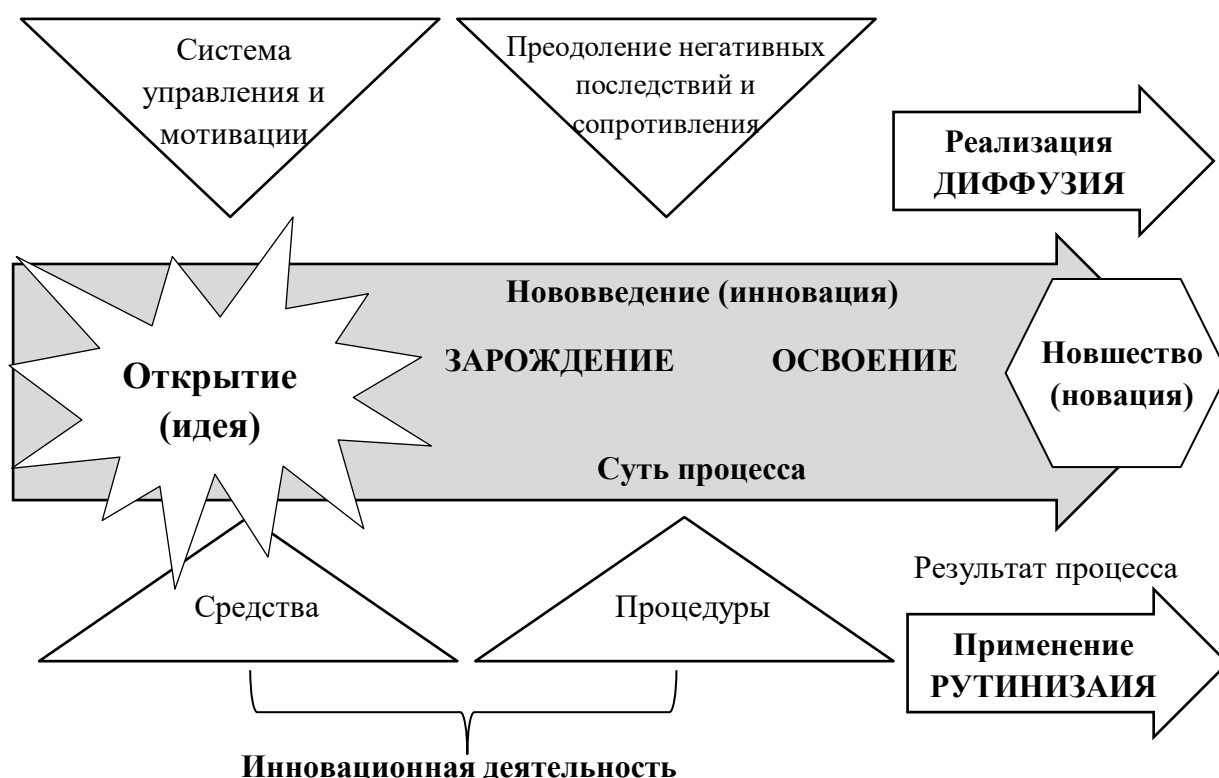 Система
управления и
мотивации
Преодоление негативных
последствий и
сопротивления
Реализация
ДИФФУЗИЯ
Нововведение (инновация)
ЗАРОЖДЕНИЕ
ОСВОЕНИЕ
Открытие
(идея)
Новшество
(новация)
Суть процесса
Средства
Процедуры
Результат процесса
Применение
РУТИНИЗАИЯ
Инновационная деятельность